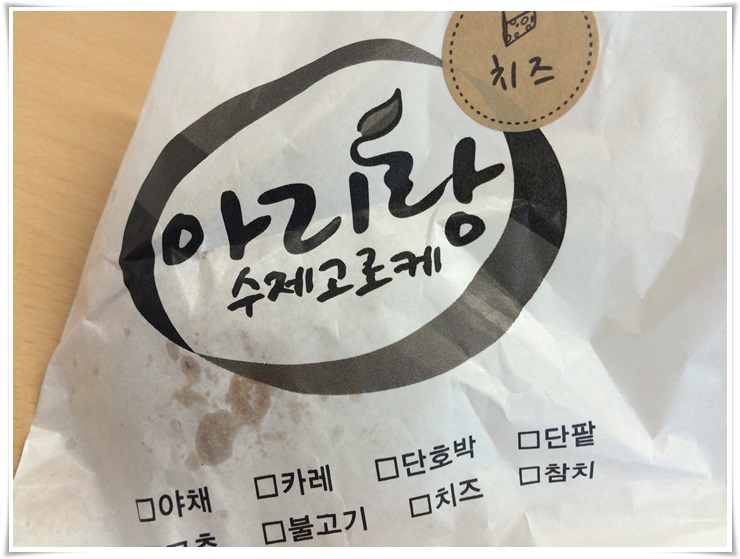 치즈
아리랑
수제고로케
□야채 □카레 □단호박 □단팥
□불고기 □치즈 □참치